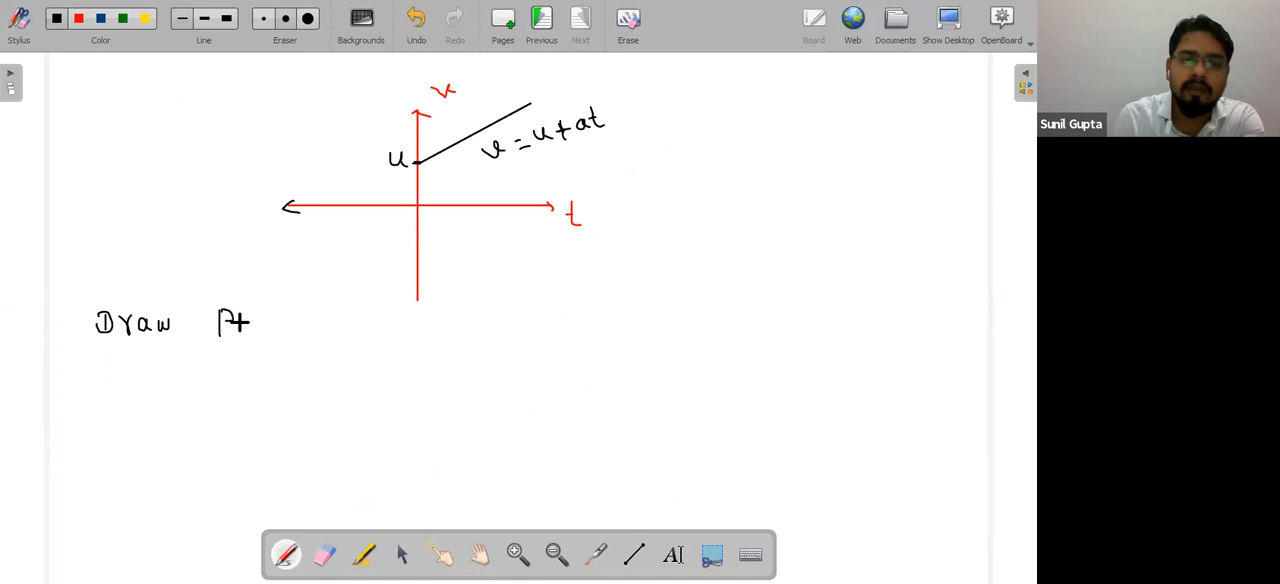 Stylus Color Line Eraser Backgrounds Undo Redo Pages Previous Next Erase Board Web Documents Show Desktop OpenBoard
v
u
v = u + at
t
Draw
Sunil Gupta